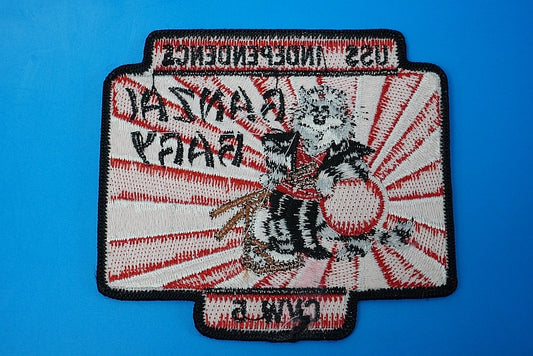 USS INDEPENDENCE
BANZAI
BABY
CVW 5